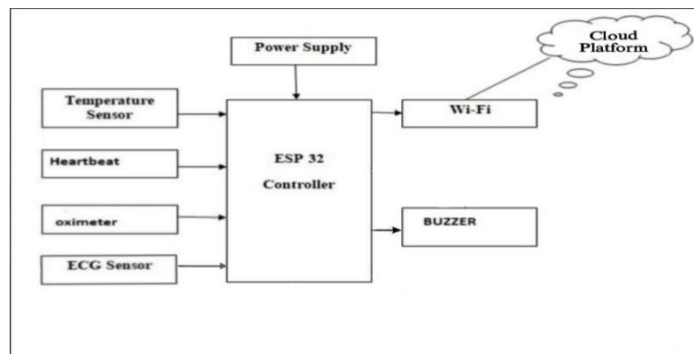 Power Supply
Cloud
Platform
Temperature
Sensor
Wi-Fi
Heartbeat
ESP 32
Controller
oximeter
BUZZER
ECG Sensor